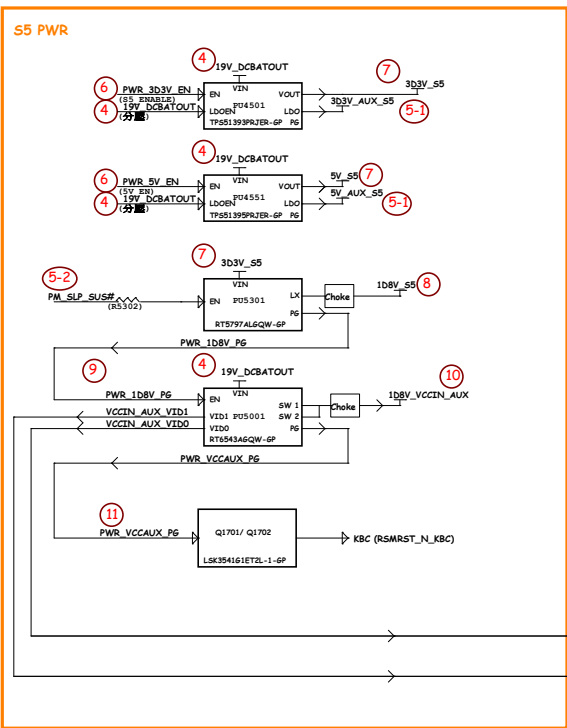 S5 PWR
4
19V_DCBATOUT
7
3D3V_S5
6
PWR_3D3V_EN
(S5 ENABLE)
EN
VIN
VOUT
3D3V_AUX_S5
4
19V_DCBATOUT
(分壓)
LDOEN
PU4501
LDO
5-1
TPS51393PRJER-GP
PG
4
19V_DCBATOUT
6
PWR_5V_EN
(5V EN)
EN
VIN
VOUT
5V_S5
7
4
19V_DCBATOUT
(分壓)
LDOEN
PU4551
LDO
5V_AUX_S5
5-1
TPS51395PRJER-GP
PG
7
3D3V_S5
5-2
PM_SLP_SUS#
(R5302)
EN
VIN
PU5301
LX
Choke
1D8V_S5
8
PG
RT5797ALGQW-GP
PWR_1D8V_PG
9
4
19V_DCBATOUT
10
PWR_1D8V_PG
EN
VIN
SW 1
Choke
1D8V_VCCIN_AUX
VCCIN_AUX_VID1
VID1
PU5001
SW 2
VCCIN_AUX_VID0
VID0
PG
RT6543AGQW-GP
PWR_VCCAUX_PG
11
PWR_VCCAUX_PG
Q1701/ Q1702
KBC (RSMRST_N_KBC)
LSK3541G1ET2L-1-GP